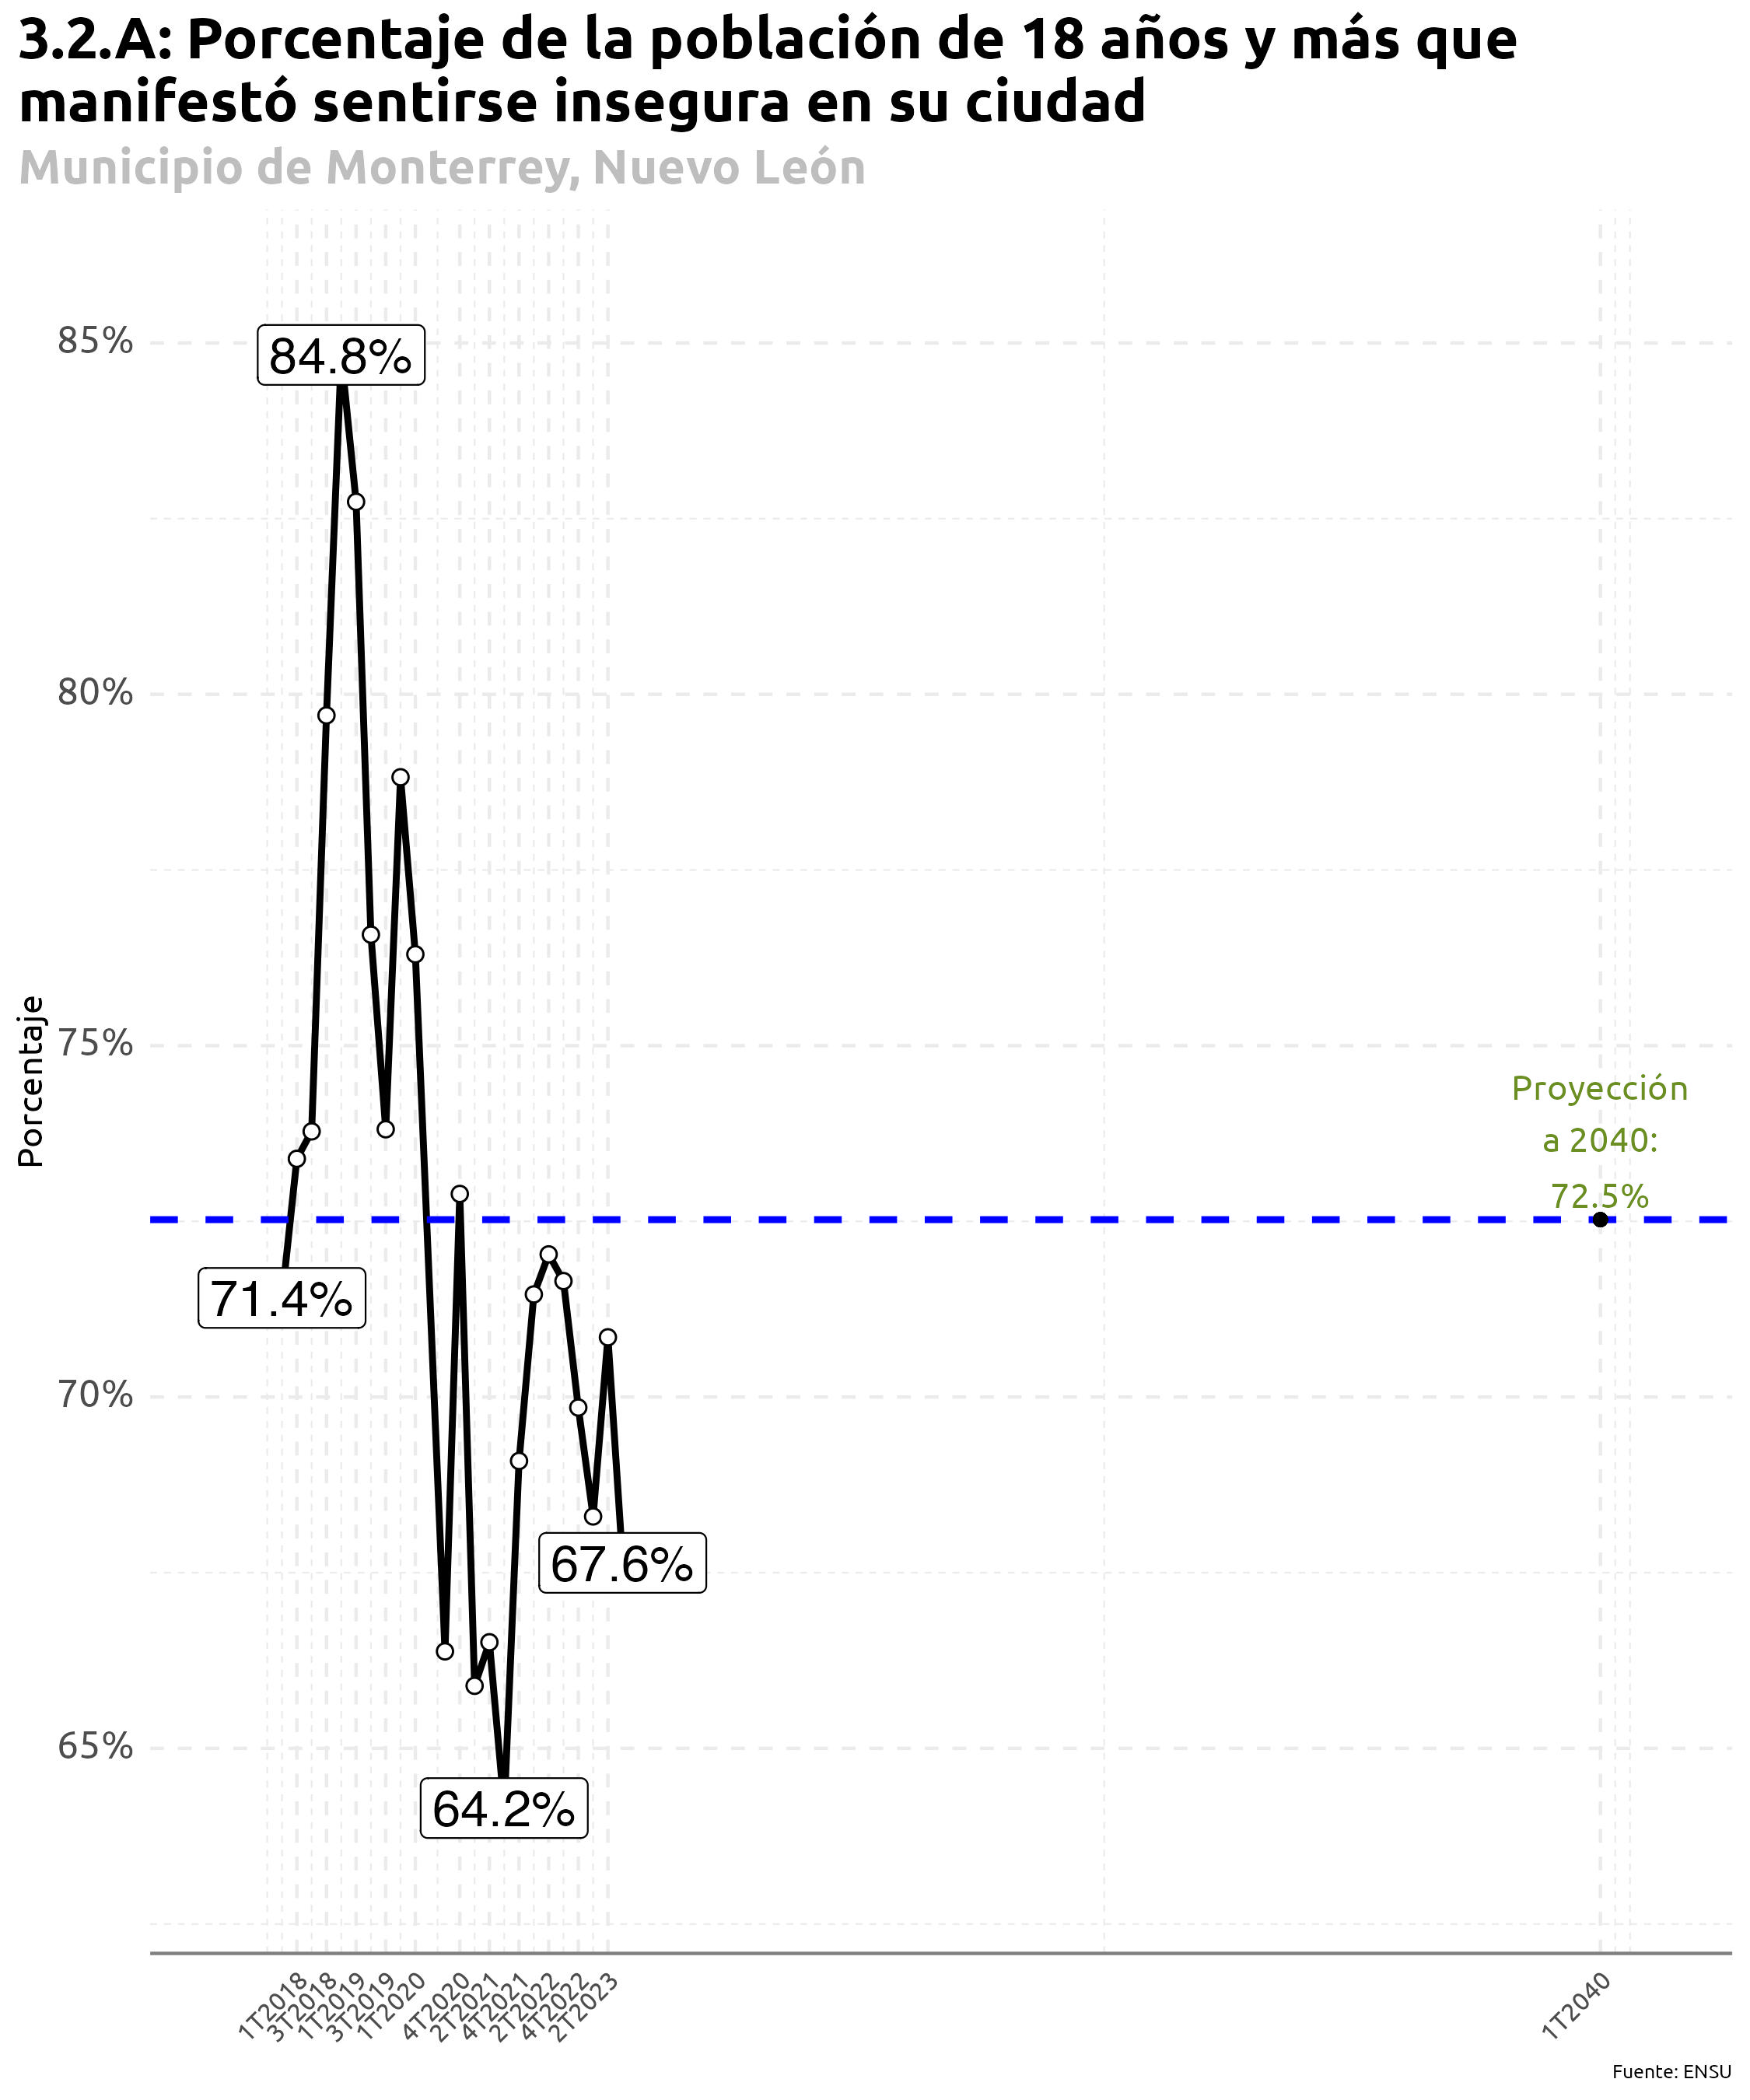 3.2.A: Porcentaje de la población de 18 años y más que
manifestó sentirse insegura en su ciudad
Municipio de Monterrey, Nuevo León
85%
84.8%
80%
75%
Porcentaje
Proyección
a 2040:
72.5%
71.4%
70%
67.6%
65%
64.2%
1T2018
3T2018
1T2019
3T2019
1T2020
4T2020
2T2021
4T2021
2T2022
4T2022
2T2023
1T2040
Fuente: ENSU